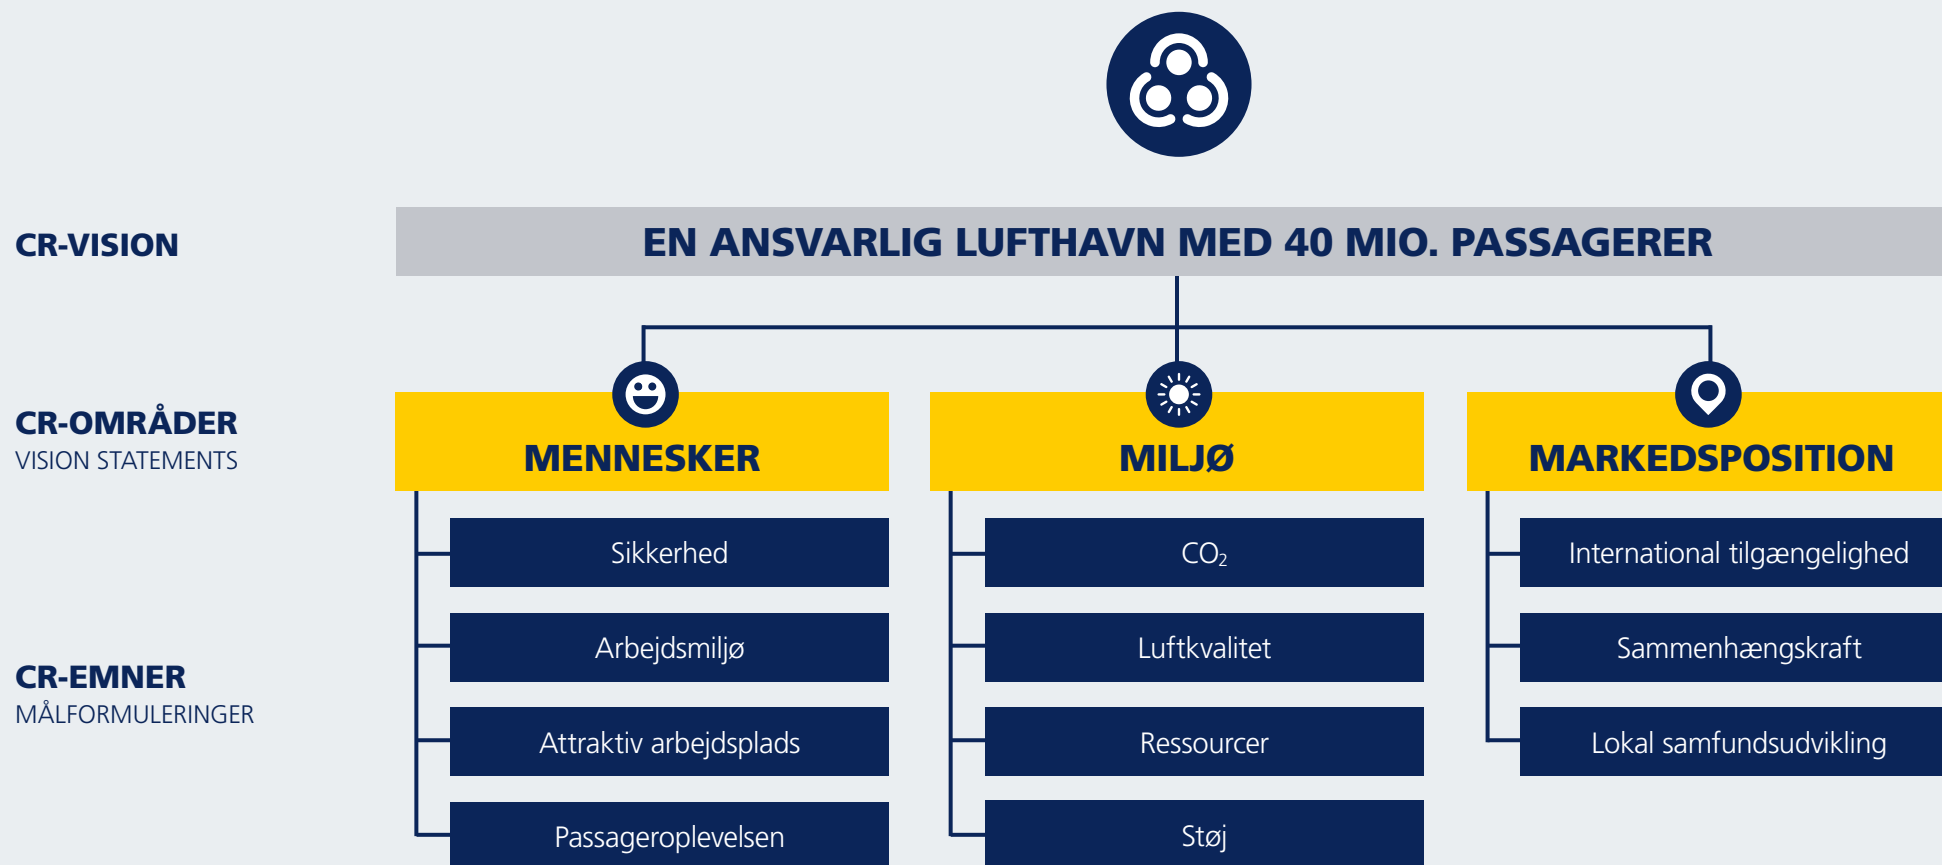 CR-VISION
EN ANSVARLIG LUFTHAVN MED 40 MIO. PASSAGERER
CR-OMRÅDER
VISION STATEMENTS
MENNESKER
MILJØ
MARKEDSPOSITION
CR-EMNER
MÅLFORMULERINGER
Sikkerhed
Arbejdsmiljø
Attraktiv arbejdsplads
Passageroplevelsen
CO₂
Luftkvalitet
Ressourcer
Støj
International tilgængelighed
Sammenhængskraft
Lokal samfundsudvikling